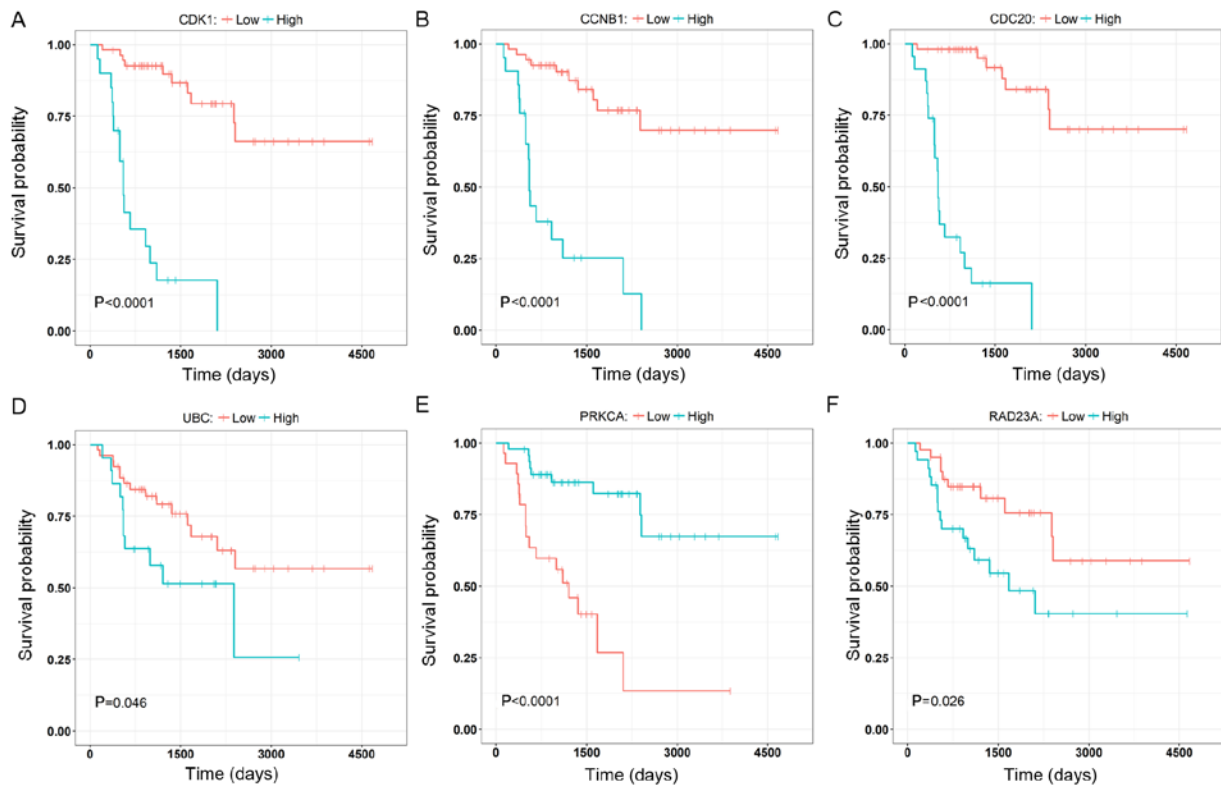 A
CDK1: Low High
Survival probability
1.00
0.75
0.50
0.25
0.00
P<0.0001
0 1500 3000 4500
Time (days)
B
CCNB1: Low High
Survival probability
1.00
0.75
0.50
0.25
0.00
P<0.0001
0 1500 3000 4500
Time (days)
C
CDC20: Low High
Survival probability
1.00
0.75
0.50
0.25
0.00
P<0.0001
0 1500 3000 4500
Time (days)
D
UBC: Low High
Survival probability
1.00
0.75
0.50
0.25
0.00
P=0.046
0 1500 3000 4500
Time (days)
E
PRKCA: Low High
Survival probability
1.00
0.75
0.50
0.25
0.00
P<0.0001
0 1500 3000 4500
Time (days)
F
RAD23A: Low High
Survival probability
1.00
0.75
0.50
0.25
0.00
P=0.026
0 1500 3000 4500
Time (days)